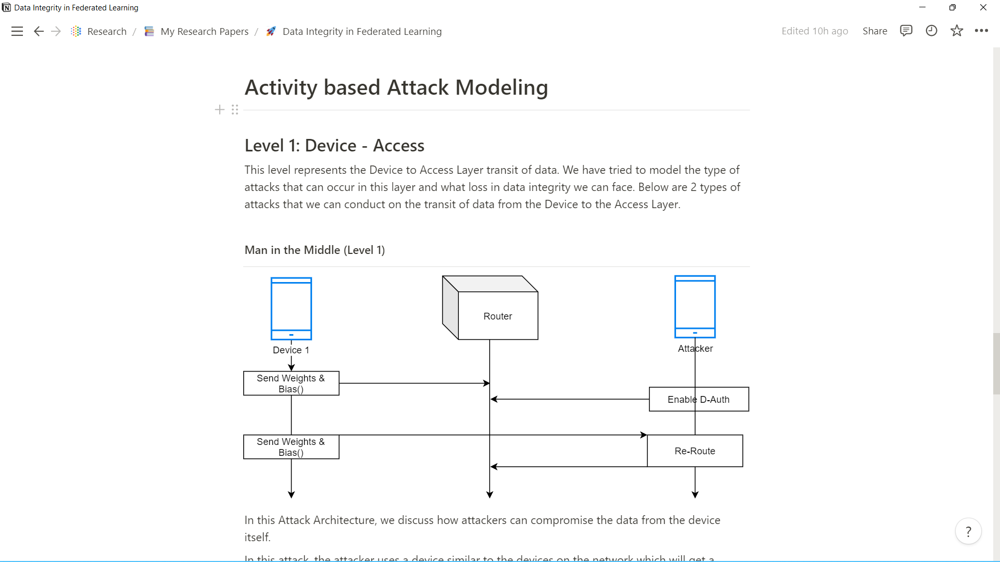 Data Integrity in Federated Learning
Research / My Research Papers / Data Integrity in Federated Learning
Edited 10h ago Share
Activity based Attack Modeling
Level 1: Device - Access
This level represents the Device to Access Layer transit of data. We have tried to model the type of
attacks that can occur in this layer and what loss in data integrity we can face. Below are 2 types of
attacks that we can conduct on the transit of data from the Device to the Access Layer.
Man in the Middle (Level 1)
Router
Device 1
Attacker
Send Weights &
Bias()
Enable D-Auth
Send Weights &
Bias()
Re-Route
In this Attack Architecture, we discuss how attackers can compromise the data from the device
itself.
?
In this attack, the attacker uses a device similar to the devices on the network which will get a